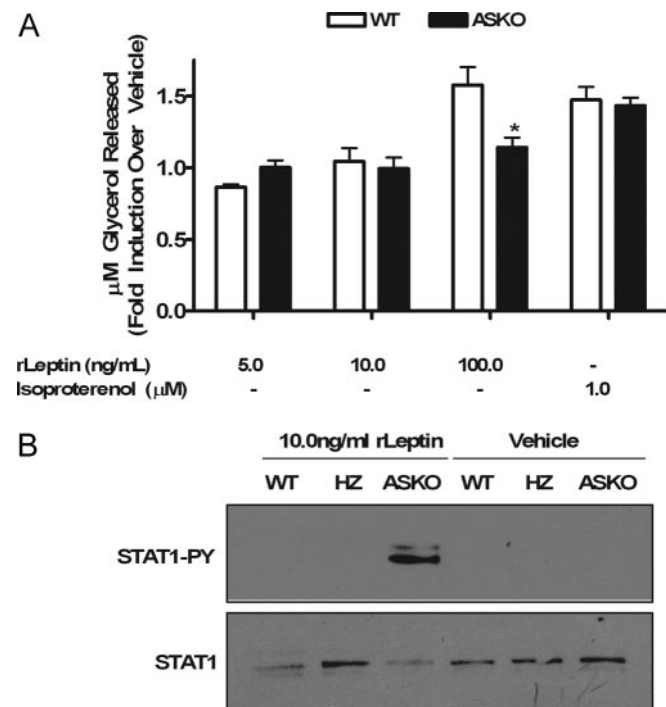 A
WT ASKO
μM Glycerol Released
(Fold Induction Over Vehicle)
1.5
*
1.0
0.5
0.0
rLeptin (ng/mL) 5.0 10.0 100.0 -
Isoproterenol (μM) - - - 1.0
B
10.0ng/ml rLeptin Vehicle
WT HZ ASKO WT HZ ASKO
STAT1-PY
STAT1